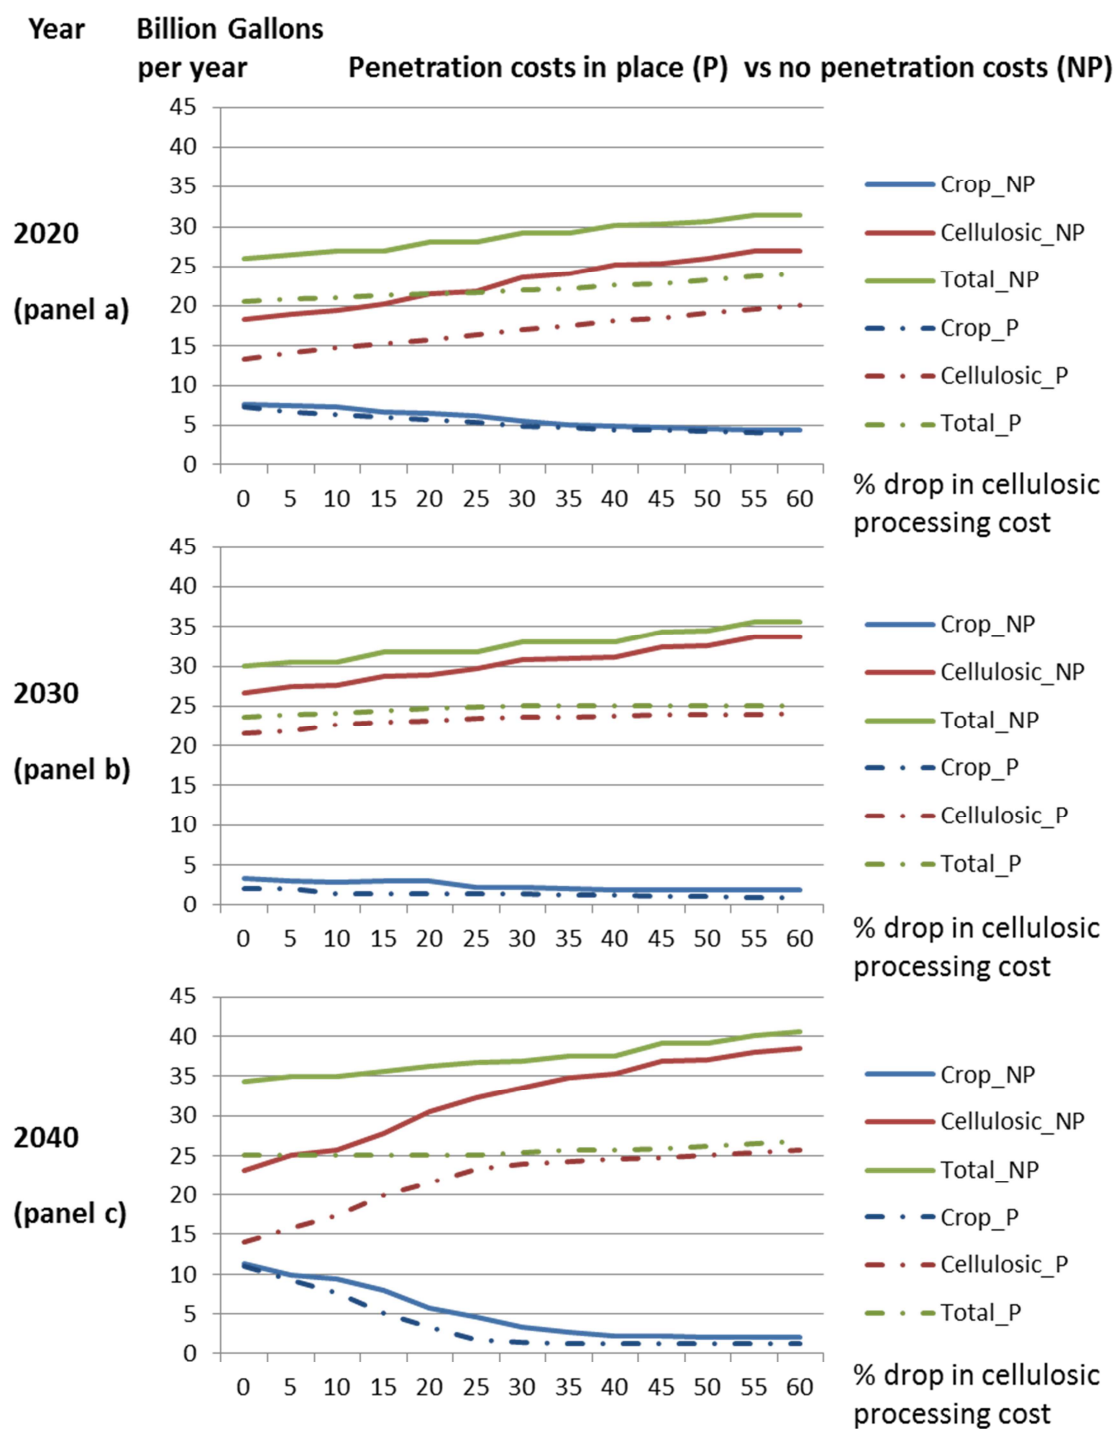 Year Billion Gallons
per year Penetration costs in place (P) vs no penetration costs (NP)
45
40
35
30
25
20
15
10
5
0
2020
(panel a)
0 5 10 15 20 25 30 35 40 45 50 55 60
Crop_NP
Cellulosic_NP
Total_NP
Crop_P
Cellulosic_P
Total_P
% drop in cellulosic
processing cost
45
40
35
30
25
20
15
10
5
0
2030
(panel b)
0 5 10 15 20 25 30 35 40 45 50 55 60
Crop_NP
Cellulosic_NP
Total_NP
Crop_P
Cellulosic_P
Total_P
% drop in cellulosic
processing cost
45
40
35
30
25
20
15
10
5
0
2040
(panel c)
0 5 10 15 20 25 30 35 40 45 50 55 60
Crop_NP
Cellulosic_NP
Total_NP
Crop_P
Cellulosic_P
Total_P
% drop in cellulosic
processing cost